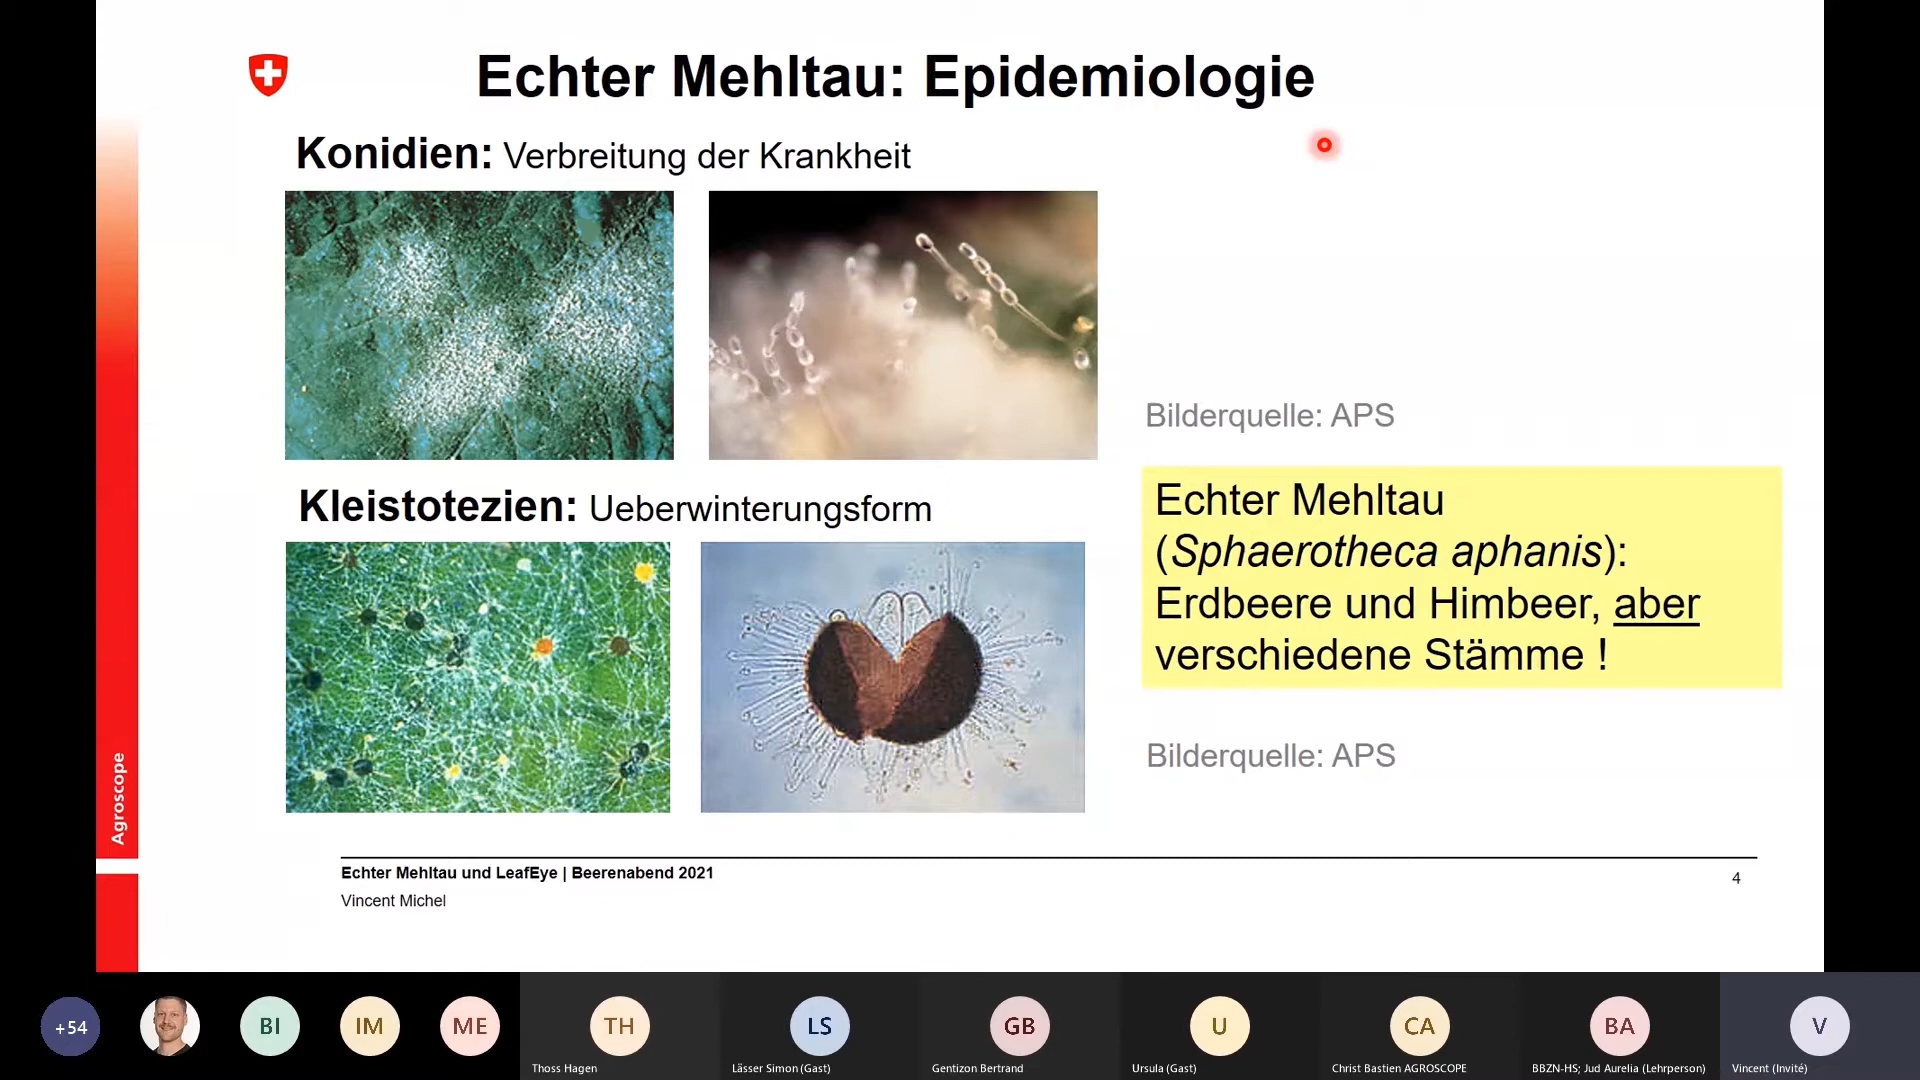 Echter Mehltau: Epidemiologie
Konidien: Verbreitung der Krankheit
Bilderquelle: APS
Kleistotezien: Ueberwinterungsform
Echter Mehltau
(Sphaerotheca aphanis):
Erdbeere und Himbeer, aber
verschiedene Stämme !
Bilderquelle: APS
Agroscope
Echter Mehltau und LeafEye | Beerenabend 2021
4
Vincent Michel
+54
BI
IM
ME
TH
LS
GB
U
CA
BA
V
Thoss Hagen
Lässer Simon (Gast)
Gentizon Bertrand
Ursula (Gast)
Christ Bastien AGROSCOPE
BBZN-HS; Jud Aurelia (Lehrperson)
Vincent (Invité)